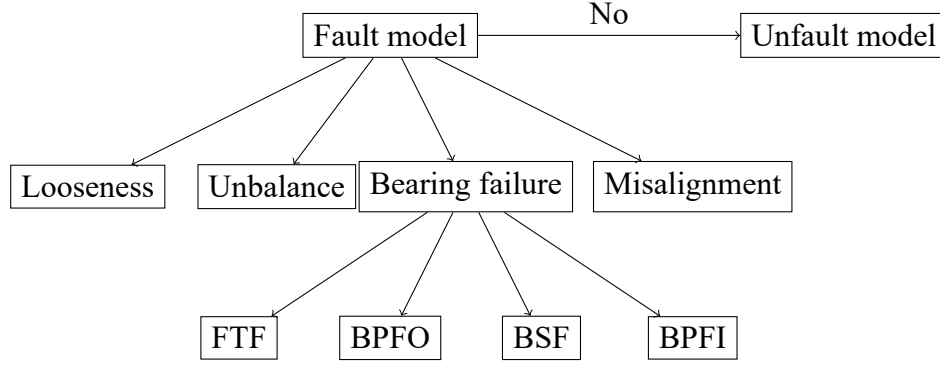 No
Fault model
Unfault model
Looseness
Unbalance
Bearing failure
Misalignment
FTF
BPFO
BSF
BPFI